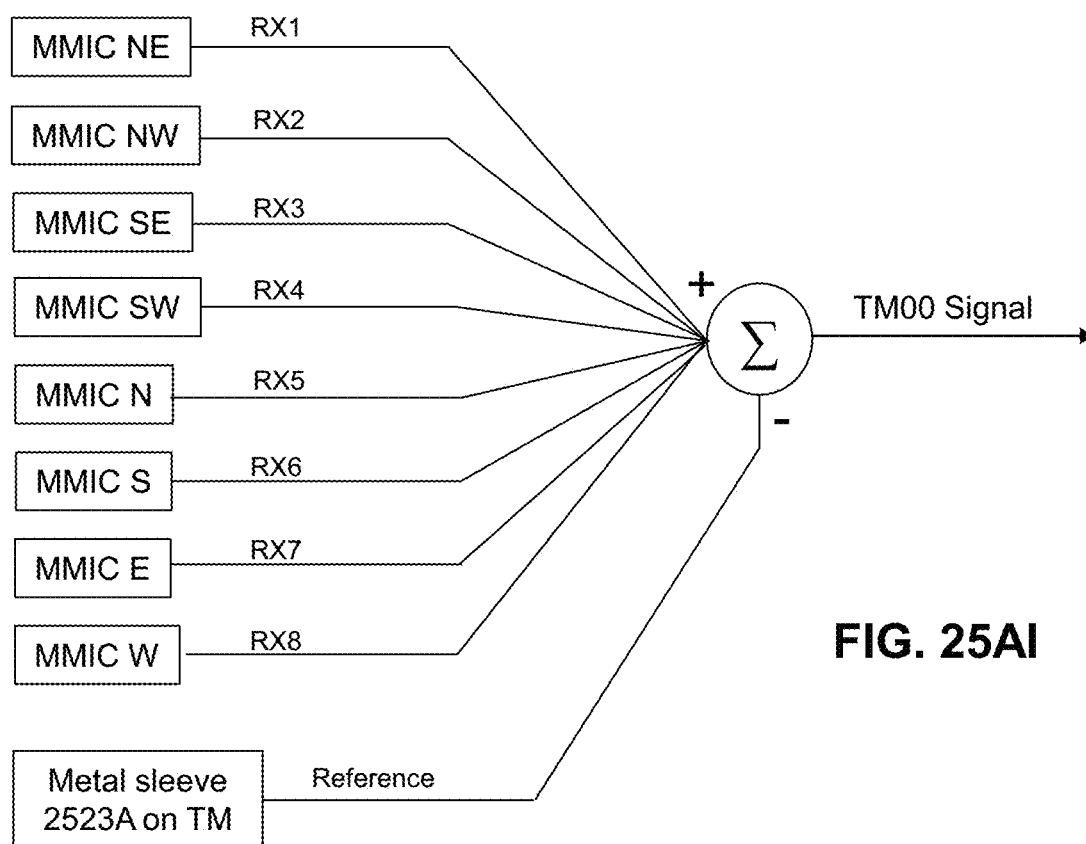 MMIC NE
RX1
MMIC NW
RX2
MMIC SE
RX3
MMIC SW
RX4
MMIC N
RX5
MMIC S
RX6
MMIC E
RX7
MMIC W
RX8
Metal sleeve
2523A on TM
Reference
+
Σ
-
TM00 Signal
FIG. 25AI